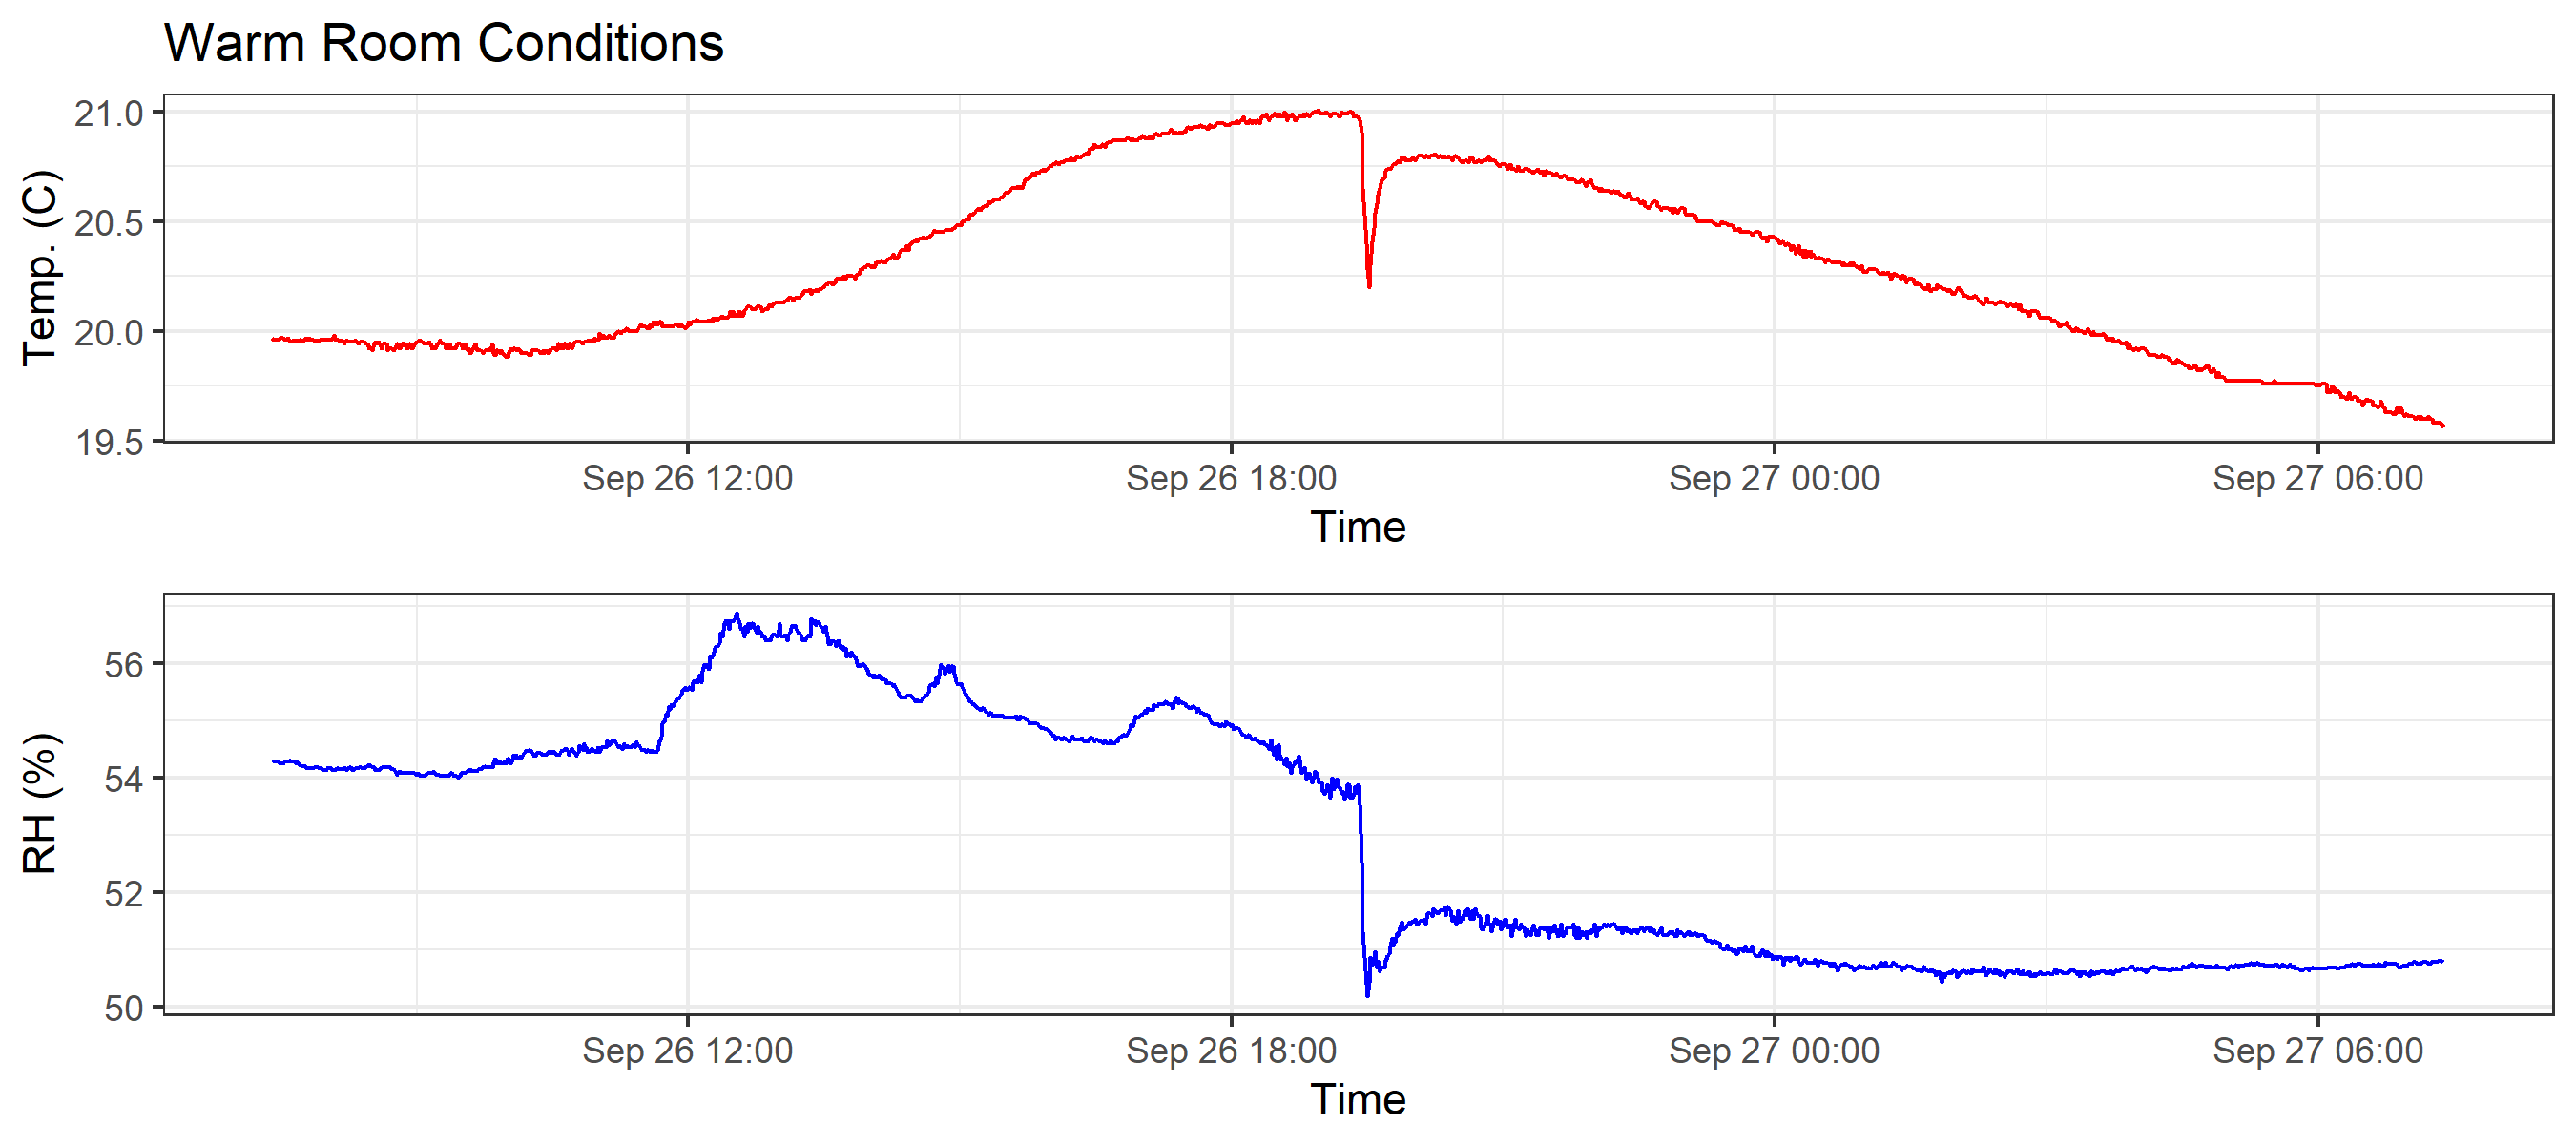 Warm Room Conditions
Temp. (C)
21.0
20.5
20.0
19.5
Sep 26 12:00 Sep 26 18:00 Sep 27 00:00 Sep 27 06:00
Time
RH (%)
56
54
52
50
Sep 26 12:00 Sep 26 18:00 Sep 27 00:00 Sep 27 06:00
Time